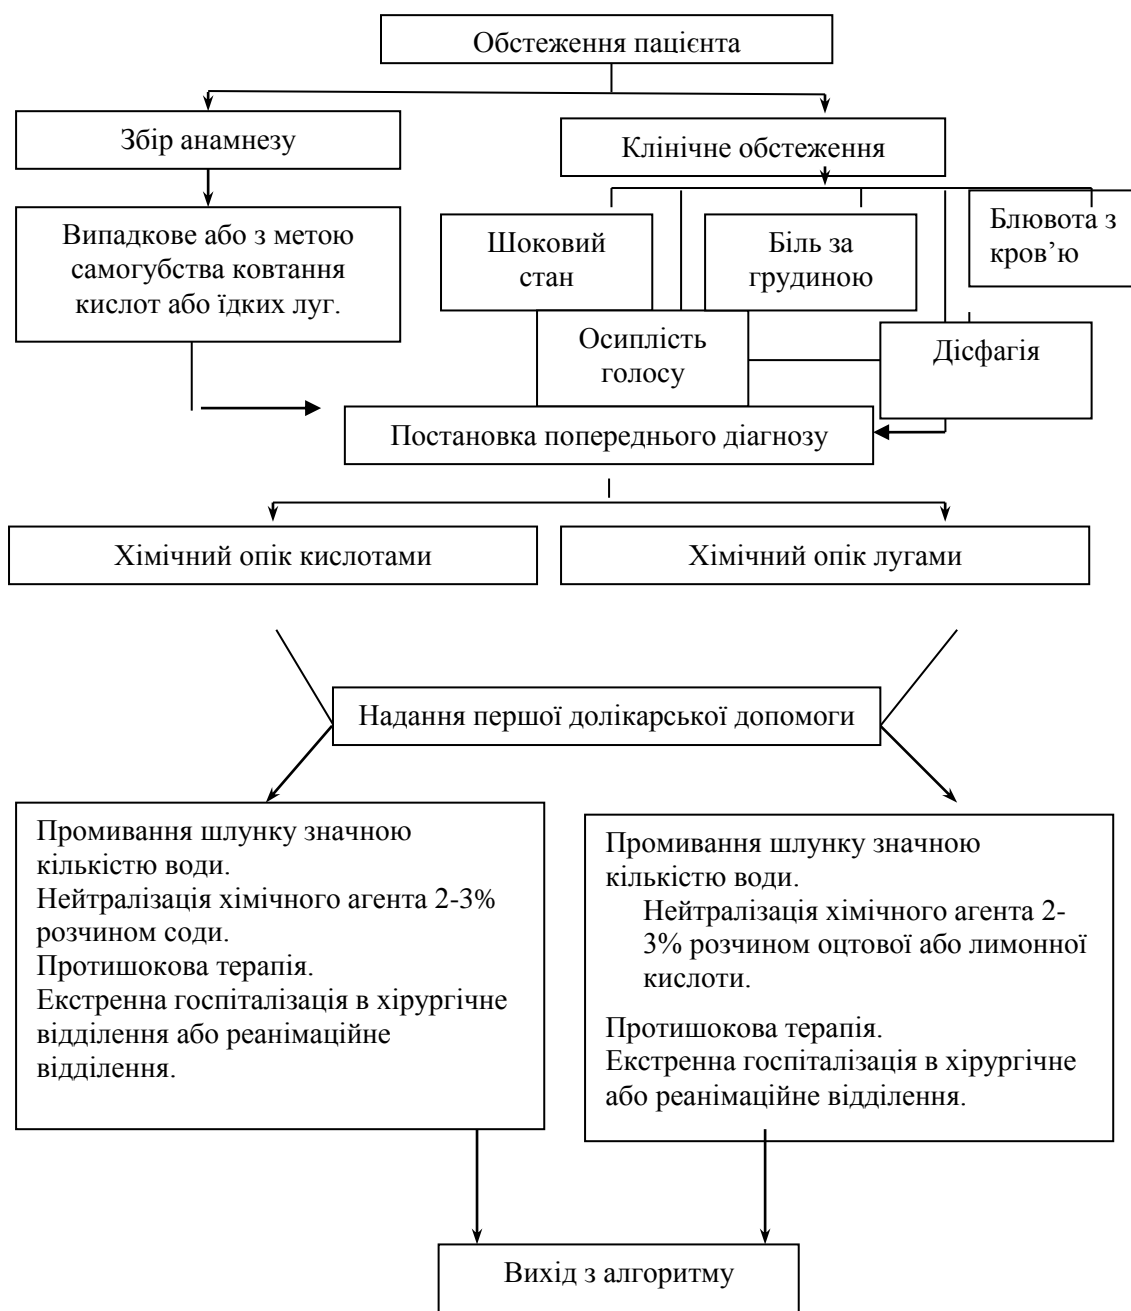 Обстеження пацієнта
Збір анамнезу
Клінічне обстеження
Випадкове або з метою
самогубства ковтання
кислот або їдких луг.
Шоковий
стан
Біль за
грудиною
Блювота з
кров’ю
Осиплість
голосу
Дісфагія
Постановка попереднього діагнозу
Хімічний опік кислотами
Хімічний опік лугами
Надання першої долікарської допомоги
Промивання шлунку значною
кількістю води.
Нейтралізація хімічного агента 2-3%
розчином соди.
Протишокова терапія.
Екстренна госпіталізація в хірургічне
відділення або реанімаційне
відділення.
Промивання шлунку значною
кількістю води.
Нейтралізація хімічного агента 2-
3% розчином оцтової або лимонної
кислоти.
Протишокова терапія.
Екстренна госпіталізація в хірургічне
або реанімаційне відділення.
Вихід з алгоритму